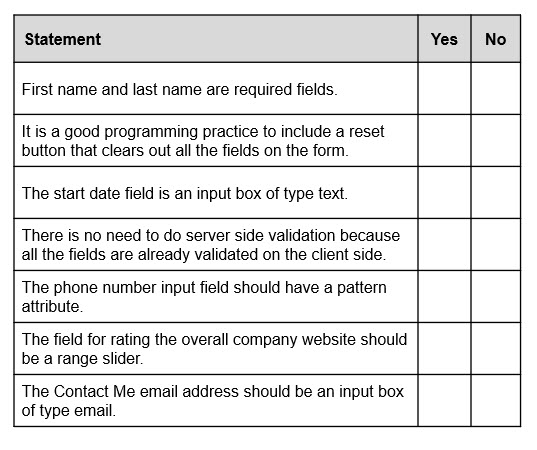 Statement Yes No
First name and last name are required fields.
It is a good programming practice to include a reset
button that clears out all the fields on the form.
The start date field is an input box of type text.
There is no need to do server side validation because
all the fields are already validated on the client side.
The phone number input field should have a pattern
attribute.
The field for rating the overall company website should
be a range slider.
The Contact Me email address should be an input box
of type email.